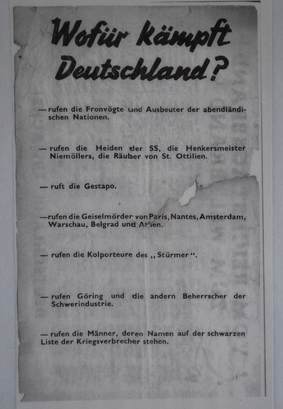 Wofür kämpft
Deutschland?
— rufen die Fronvögte und Ausbeuter der abendländi-
schen Nationen.
— rufen die Heiden der SS, die Henkersmeister
Niemöllers, die Räuber von St. Ottilien.
— ruft die Gestapo.
— rufen die Geiselmörder von Paris, Nantes, Amsterdam,
Warschau, Belgrad und
— rufen die Kolporteure des „Stürmer".
— rufen Göring und die andern Beherrscher der
Schwerindustrie.
— rufen die Männer, deren Namen auf der schwarzen
Liste der Kriegsverbrecher stehen.